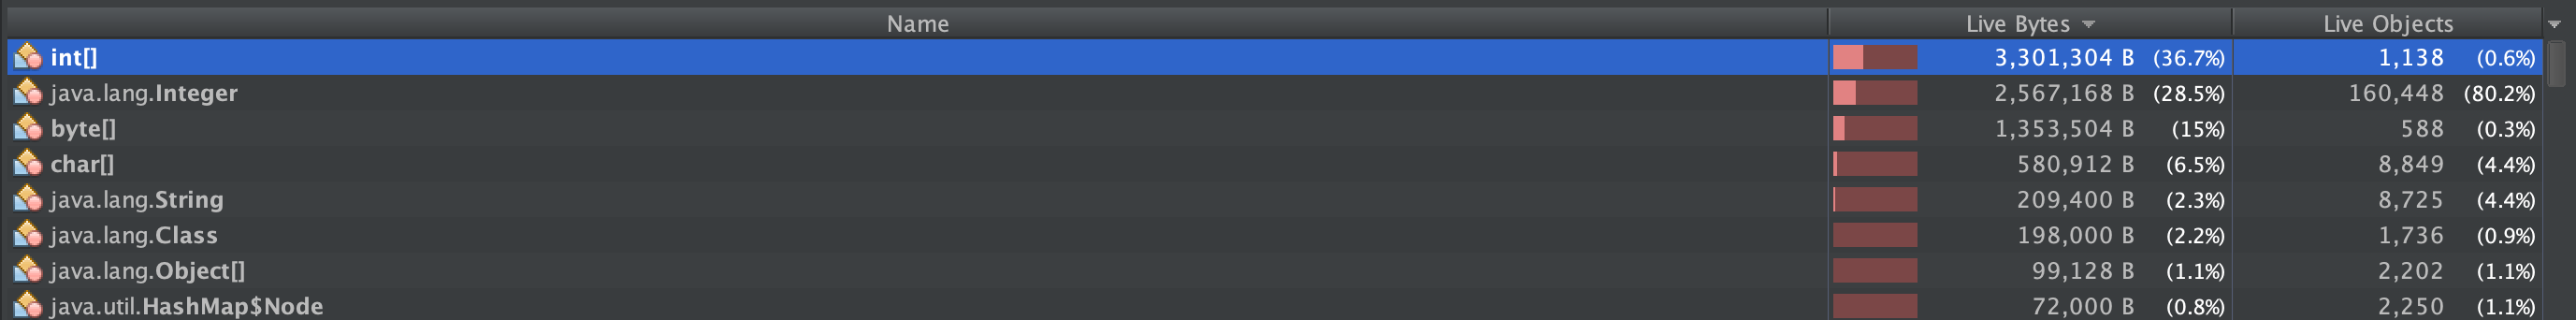 Name Live Bytes Live Objects
int[] 3,301,304 B (36.7%) 1,138 (0.6%)
java.lang.Integer 2,567,168 B (28.5%) 160,448 (80.2%)
byte[] 1,353,504 B (15%) 588 (0.3%)
char[] 580,912 B (6.5%) 8,849 (4.4%)
java.lang.String 209,400 B (2.3%) 8,725 (4.4%)
java.lang.Class 198,000 B (2.2%) 1,736 (0.9%)
java.lang.Object[] 99,128 B (1.1%) 2,202 (1.1%)
java.util.HashMap$Node 72,000 B (0.8%) 2,250 (1.1%)